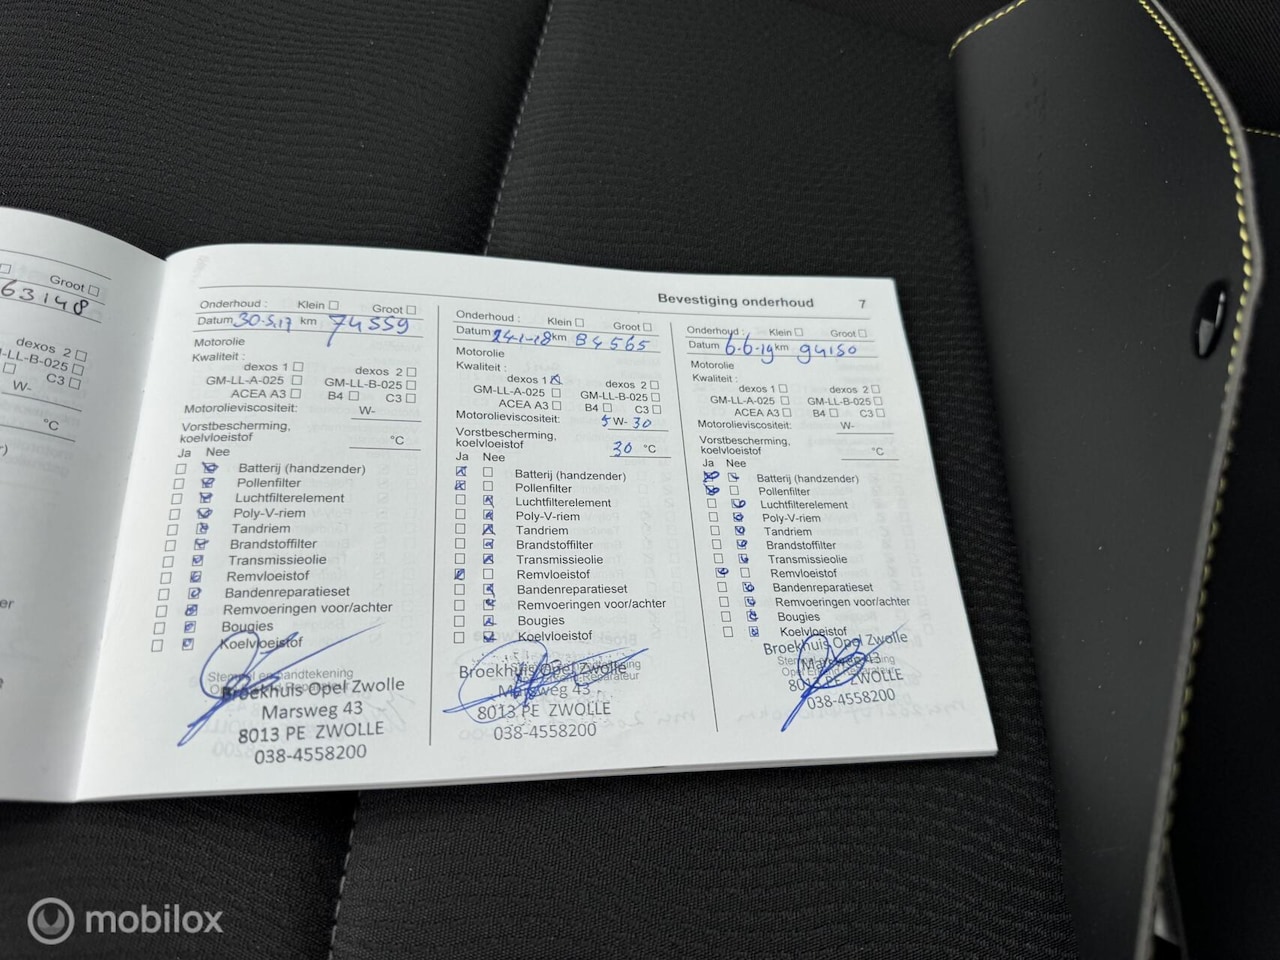 Groot
63148
dexos 2
LL-B-025
C3
W-
°C
Bevestiging onderhoud 7
Onderhoud : Klein Groot
Datum 30-5-17 km 74559
Motorolie
Kwaliteit :
dexos 1 dexos 2
GM-LL-A-025 GM-LL-B-025
ACEA A3 B4 C3
Motorolieviscositeit: W-
Vorstbescherming,
koelvloeistof °C
Ja Nee
Batterij (handzender)
Pollenfilter
Luchtfilterelement
Poly-V-riem
Tandriem
Brandstoffilter
Transmissieolie
Remvloeistof
Bandenreparatieset
Remvoeringen voor/achter
Bougies
Koelvloeistof
Broekhuis Opel Zwolle
Marsweg 43
8013 PE ZWOLLE
038-4558200
Onderhoud : Klein Groot
Datum 24-1-18 km 84565
Motorolie
Kwaliteit :
dexos 1 dexos 2
GM-LL-A-025 GM-LL-B-025
ACEA A3 B4 C3
Motorolieviscositeit: 5 W- 30
Vorstbescherming,
koelvloeistof 30 °C
Ja Nee
Batterij (handzender)
Pollenfilter
Luchtfilterelement
Poly-V-riem
Tandriem
Brandstoffilter
Transmissieolie
Remvloeistof
Bandenreparatieset
Remvoeringen voor/achter
Bougies
Koelvloeistof
Broekhuis Opel Zwolle
Marsweg 43
8013 PE ZWOLLE
038-4558200
Onderhoud : Klein Groot
Datum 6-6-19 km 94150
Motorolie
Kwaliteit :
dexos 1 dexos 2
GM-LL-A-025 GM-LL-B-025
ACEA A3 B4 C3
Motorolieviscositeit: W-
Vorstbescherming,
koelvloeistof °C
Ja Nee
Batterij (handzender)
Pollenfilter
Luchtfilterelement
Poly-V-riem
Tandriem
Brandstoffilter
Transmissieolie
Remvloeistof
Bandenreparatieset
Remvoeringen voor/achter
Bougies
Koelvloeistof
Broekhuis Opel Zwolle
Marsweg 43
8013 PE ZWOLLE
038-4558200
mobilox